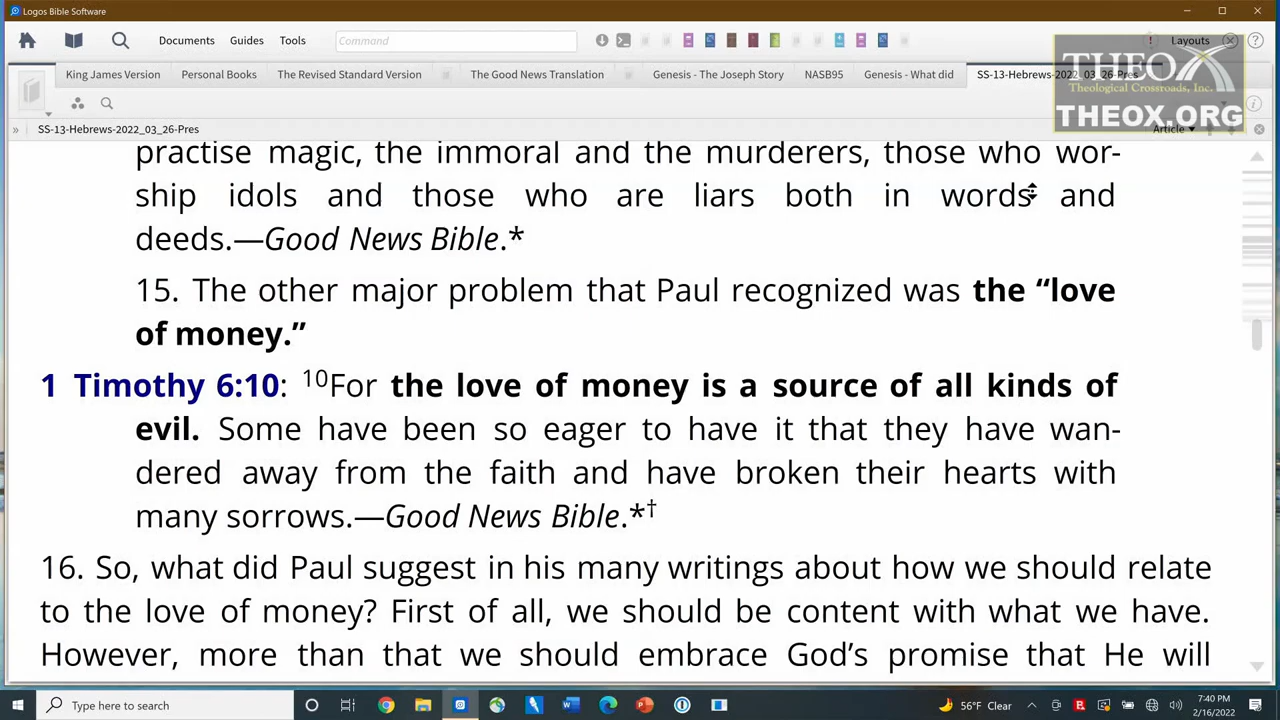 Logos Bible Software
Documents Guides Tools Command Layouts
King James Version Personal Books The Revised Standard Version The Good News Translation Genesis - The Joseph Story NASB95 Genesis - What did SS-13-Hebrews-2022_03_26-Pres
THEOX
Theological Crossroads, Inc.
THEOX.ORG
» SS-13-Hebrews-2022_03_26-Pres Article
practise magic, the immoral and the murderers, those who wor-
ship idols and those who are liars both in words and
deeds.—Good News Bible.*
15. The other major problem that Paul recognized was the “love
of money.”
1 Timothy 6:10: 10For the love of money is a source of all kinds of
evil. Some have been so eager to have it that they have wan-
dered away from the faith and have broken their hearts with
many sorrows.—Good News Bible.*†
16. So, what did Paul suggest in his many writings about how we should relate
to the love of money? First of all, we should be content with what we have.
However, more than that we should embrace God’s promise that He will
Type here to search 56°F Clear 7:40 PM
2/16/2022